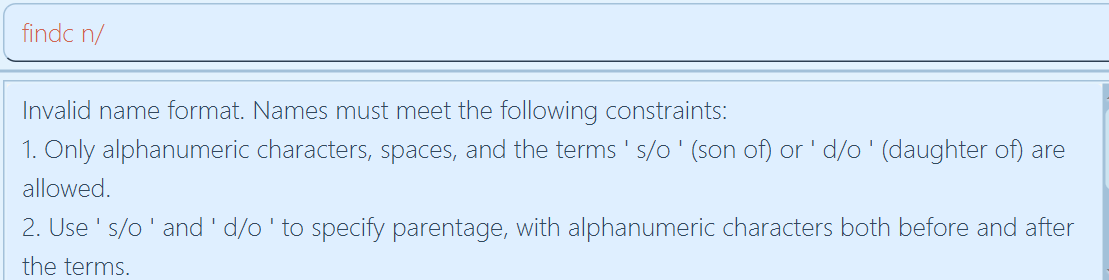 findc n/
Invalid name format. Names must meet the following constraints:
1. Only alphanumeric characters, spaces, and the terms ' s/o ' (son of) or ' d/o ' (daughter of) are
allowed.
2. Use ' s/o ' and ' d/o ' to specify parentage, with alphanumeric characters both before and after
the terms.